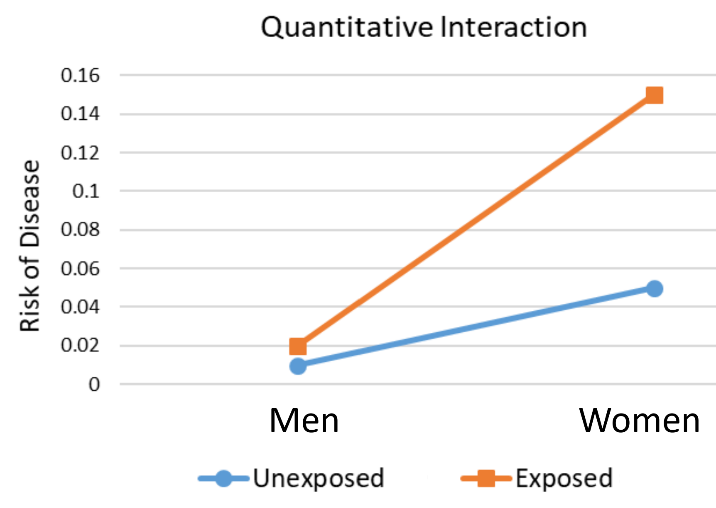 Quantitative Interaction
0.16
0.14
0.12
0.1
0.08
0.06
0.04
0.02
0
Risk of Disease
Men Women
Unexposed Exposed